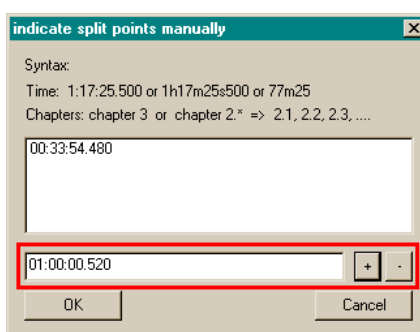 indicate split points manually
Syntax:
Time: 1:17:25.500 or 1h17m25s500 or 77m25
Chapters: chapter 3 or chapter 2.* => 2.1, 2.2, 2.3, ....
00:33:54.480
01:00:00.520
+ -
OK Cancel